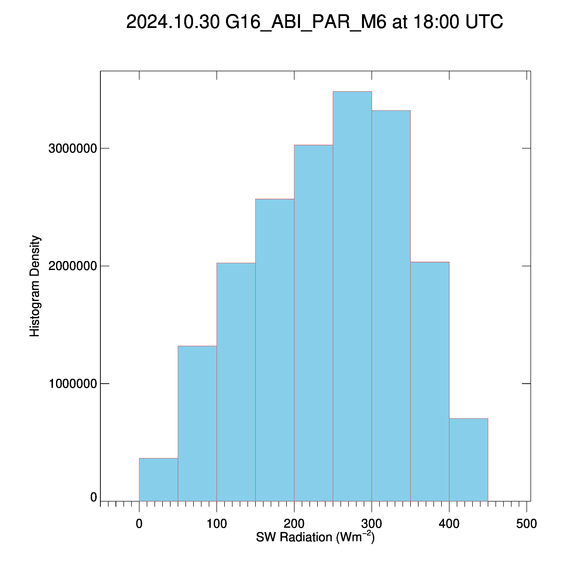 2024.10.30 G16_ABI_PAR_M6 at 18:00 UTC
3000000
2000000
1000000
0
Histogram Density
0 100 200 300 400 500
SW Radiation (Wm⁻²)